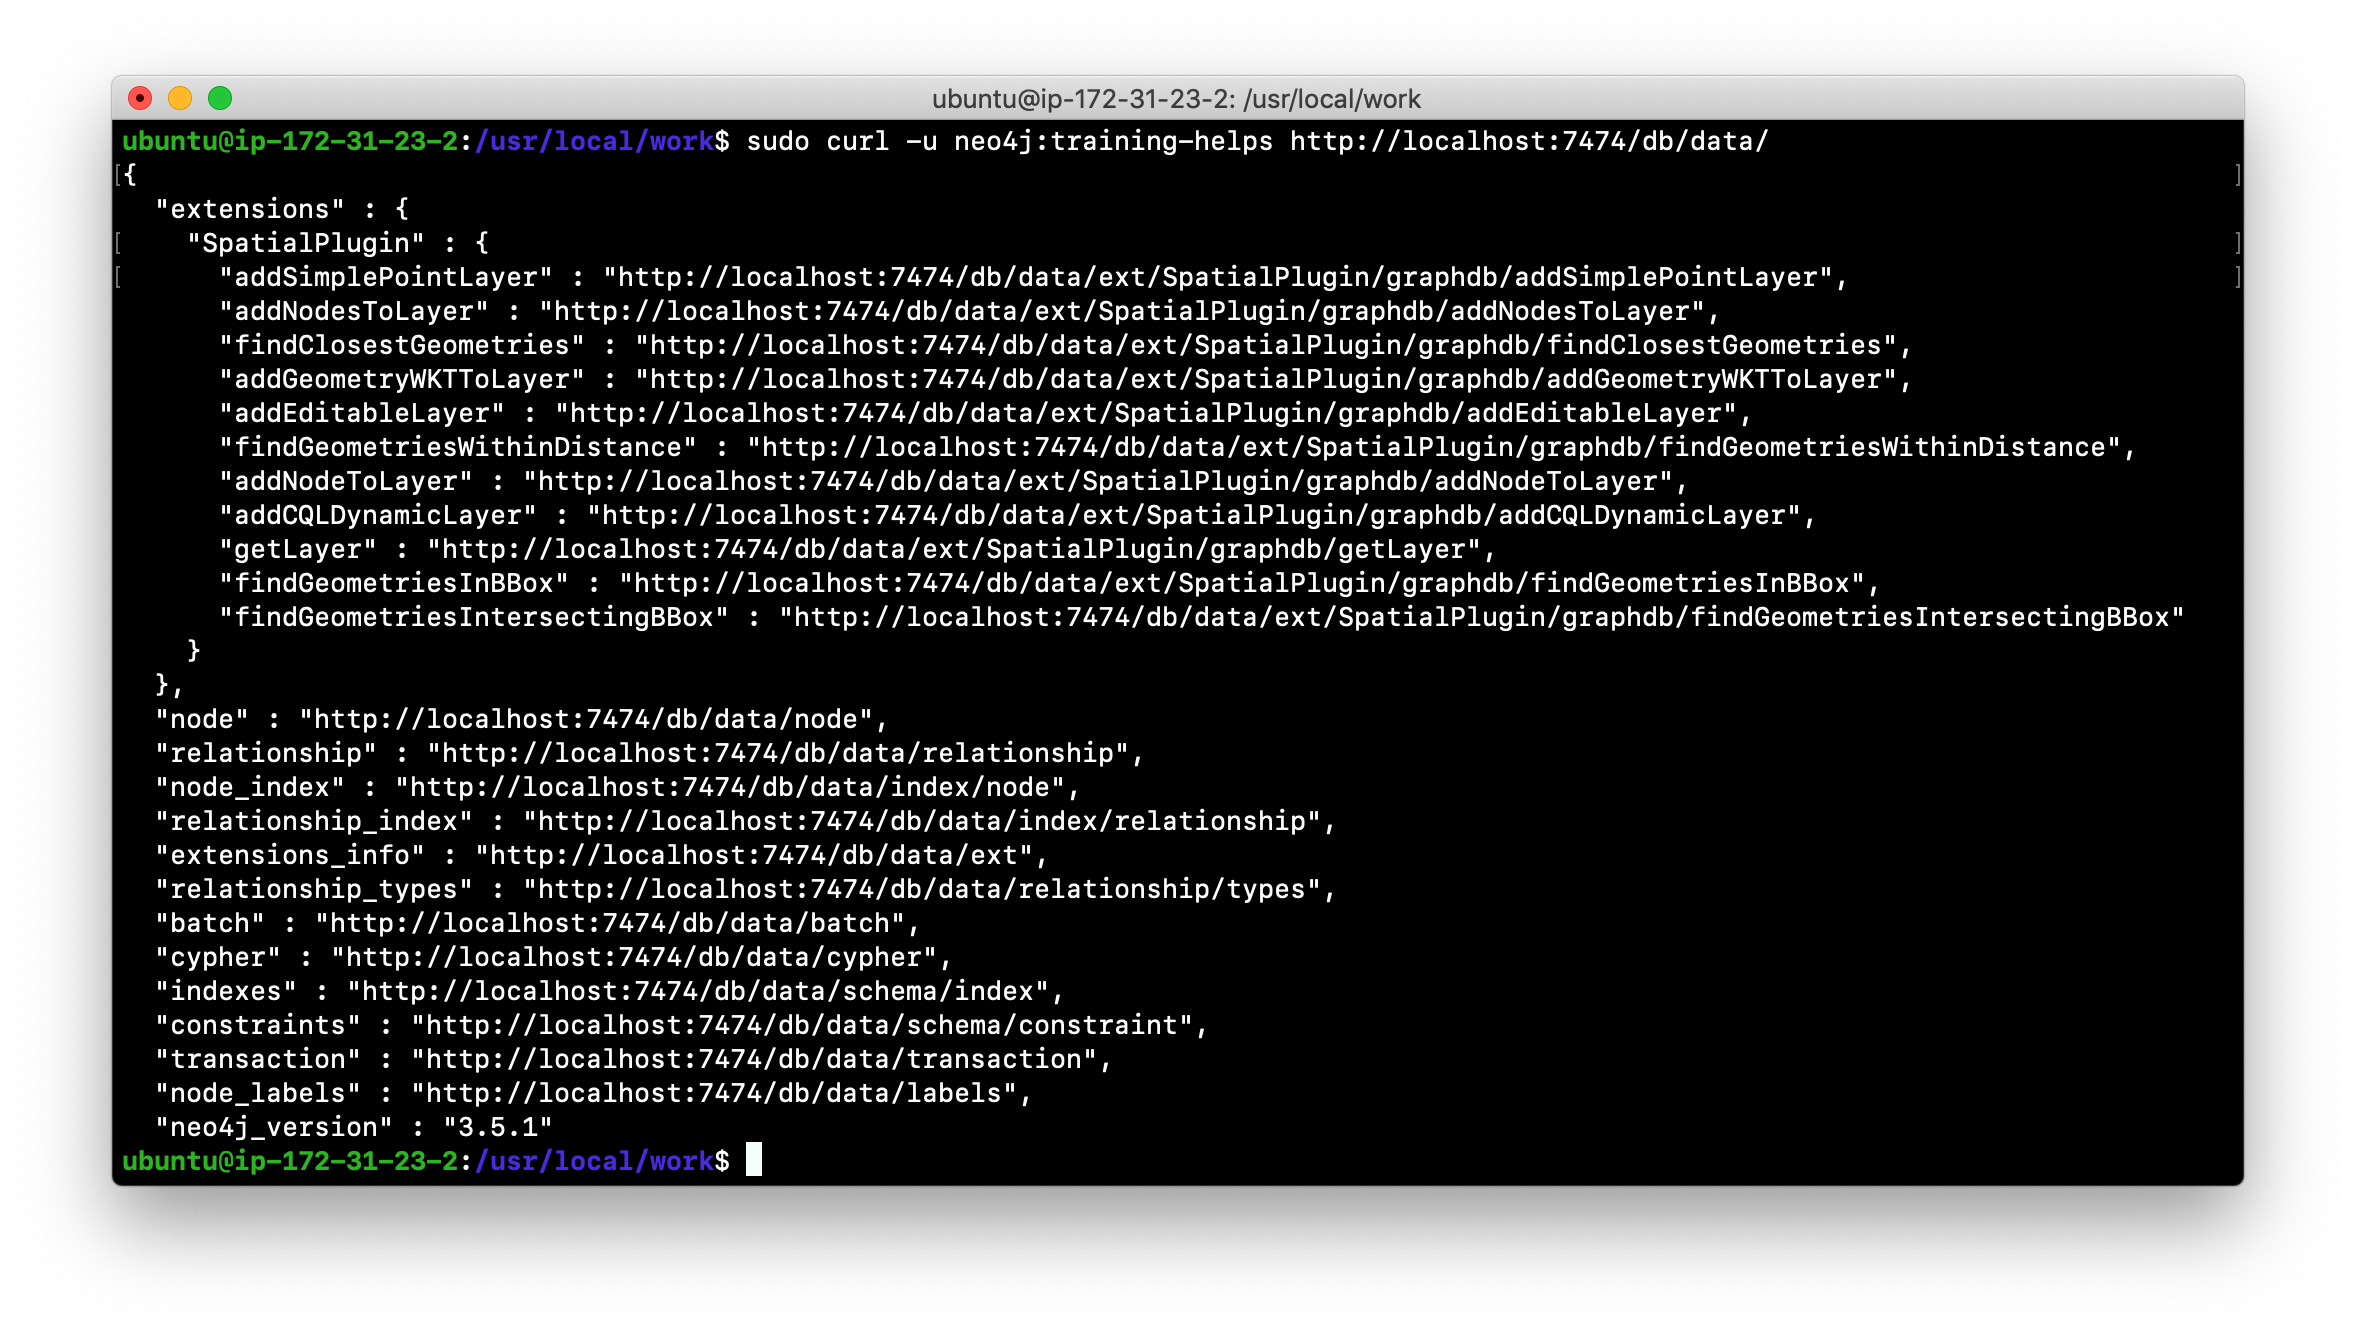 ubuntu@ip-172-31-23-2: /usr/local/work
ubuntu@ip-172-31-23-2:/usr/local/work$ sudo curl -u neo4j:training-helps http://localhost:7474/db/data/
{
  "extensions" : {
    "SpatialPlugin" : {
      "addSimplePointLayer" : "http://localhost:7474/db/data/ext/SpatialPlugin/graphdb/addSimplePointLayer",
      "addNodesToLayer" : "http://localhost:7474/db/data/ext/SpatialPlugin/graphdb/addNodesToLayer",
      "findClosestGeometries" : "http://localhost:7474/db/data/ext/SpatialPlugin/graphdb/findClosestGeometries",
      "addGeometryWKTToLayer" : "http://localhost:7474/db/data/ext/SpatialPlugin/graphdb/addGeometryWKTToLayer",
      "addEditableLayer" : "http://localhost:7474/db/data/ext/SpatialPlugin/graphdb/addEditableLayer",
      "findGeometriesWithinDistance" : "http://localhost:7474/db/data/ext/SpatialPlugin/graphdb/findGeometriesWithinDistance",
      "addNodeToLayer" : "http://localhost:7474/db/data/ext/SpatialPlugin/graphdb/addNodeToLayer",
      "addCQLDynamicLayer" : "http://localhost:7474/db/data/ext/SpatialPlugin/graphdb/addCQLDynamicLayer",
      "getLayer" : "http://localhost:7474/db/data/ext/SpatialPlugin/graphdb/getLayer",
      "findGeometriesInBBox" : "http://localhost:7474/db/data/ext/SpatialPlugin/graphdb/findGeometriesInBBox",
      "findGeometriesIntersectingBBox" : "http://localhost:7474/db/data/ext/SpatialPlugin/graphdb/findGeometriesIntersectingBBox"
    }
  },
  "node" : "http://localhost:7474/db/data/node",
  "relationship" : "http://localhost:7474/db/data/relationship",
  "node_index" : "http://localhost:7474/db/data/index/node",
  "relationship_index" : "http://localhost:7474/db/data/index/relationship",
  "extensions_info" : "http://localhost:7474/db/data/ext",
  "relationship_types" : "http://localhost:7474/db/data/relationship/types",
  "batch" : "http://localhost:7474/db/data/batch",
  "cypher" : "http://localhost:7474/db/data/cypher",
  "indexes" : "http://localhost:7474/db/data/schema/index",
  "constraints" : "http://localhost:7474/db/data/schema/constraint",
  "transaction" : "http://localhost:7474/db/data/transaction",
  "node_labels" : "http://localhost:7474/db/data/labels",
  "neo4j_version" : "3.5.1"
ubuntu@ip-172-31-23-2:/usr/local/work$